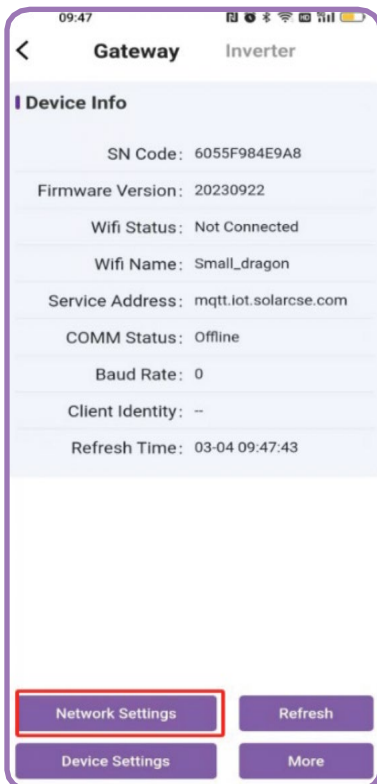 09:47
Gateway Inverter
Device Info
SN Code: 6055F984E9A8
Firmware Version: 20230922
Wifi Status: Not Connected
Wifi Name: Small_dragon
Service Address: mqtt.iot.solarcse.com
COMM Status: Offline
Baud Rate: 0
Client Identity: --
Refresh Time: 03-04 09:47:43
Network Settings Refresh
Device Settings More